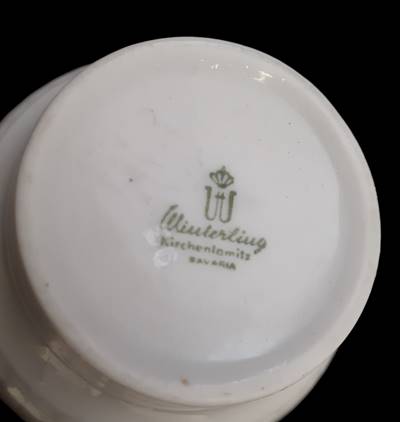 W
Winterling
Kirchenlamitz
BAVARIA